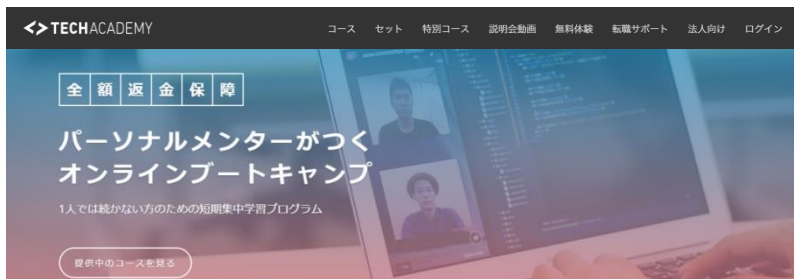 <> TECHACADEMY
コース セット 特別コース 説明会動画 無料体験 転職サポート 法人向け ログイン
全額返金保障
パーソナルメンターがつく
オンラインブートキャンプ
1人では続かない方のための短期集中学習プログラム
提供中のコースを見る